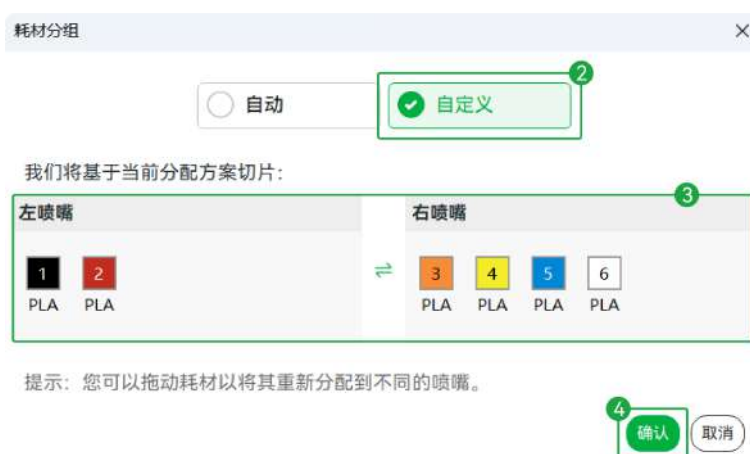 耗材分组
2
自动 自定义
我们将基于当前分配方案切片:
3
左喷嘴 右喷嘴
1 2 ⇌ 3 4 5 6
PLA PLA PLA PLA PLA PLA
提示: 您可以拖动耗材以将其重新分配到不同的喷嘴。
4
确认 取消